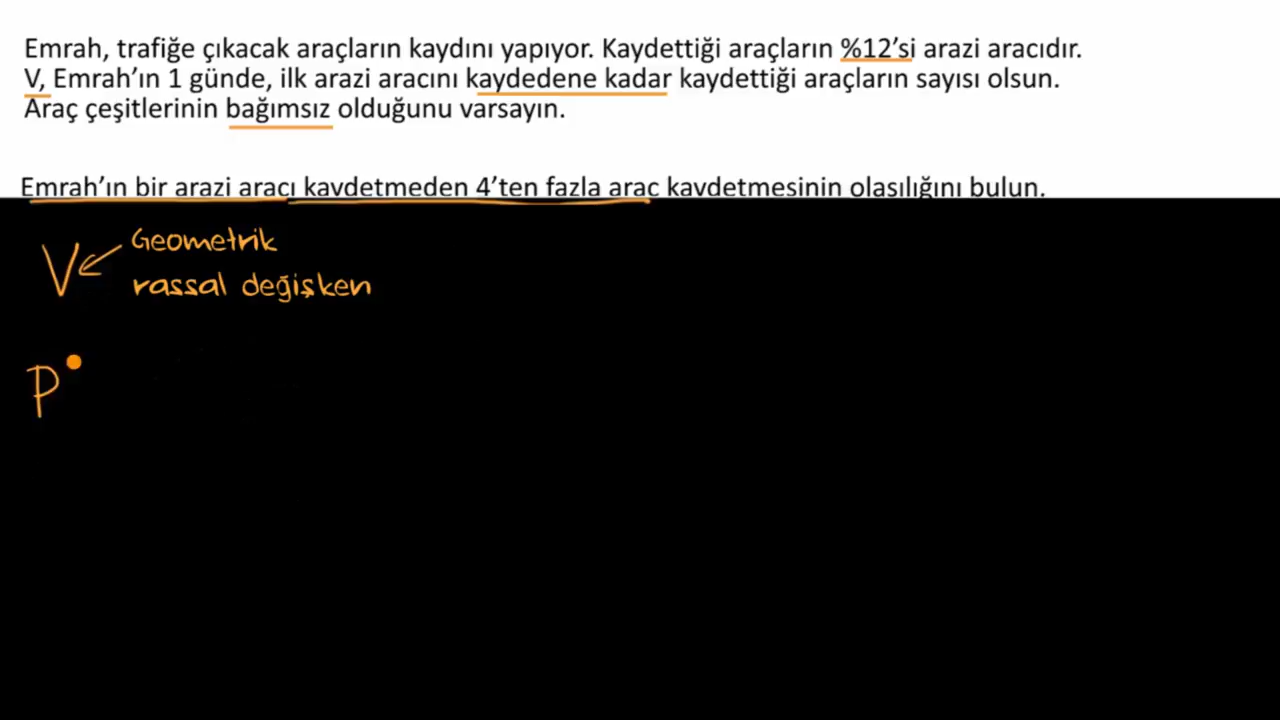 Emrah, trafiğe çıkacak araçların kaydını yapıyor. Kaydettiği araçların %12’si arazi aracıdır.
V, Emrah’ın 1 günde, ilk arazi aracını kaydedene kadar kaydettiği araçların sayısı olsun.
Araç çeşitlerinin bağımsız olduğunu varsayın.
Emrah’ın bir arazi aracı kaydetmeden 4’ten fazla araç kaydetmesinin olasılığını bulun.
V Geometrik
rassal değişken
P